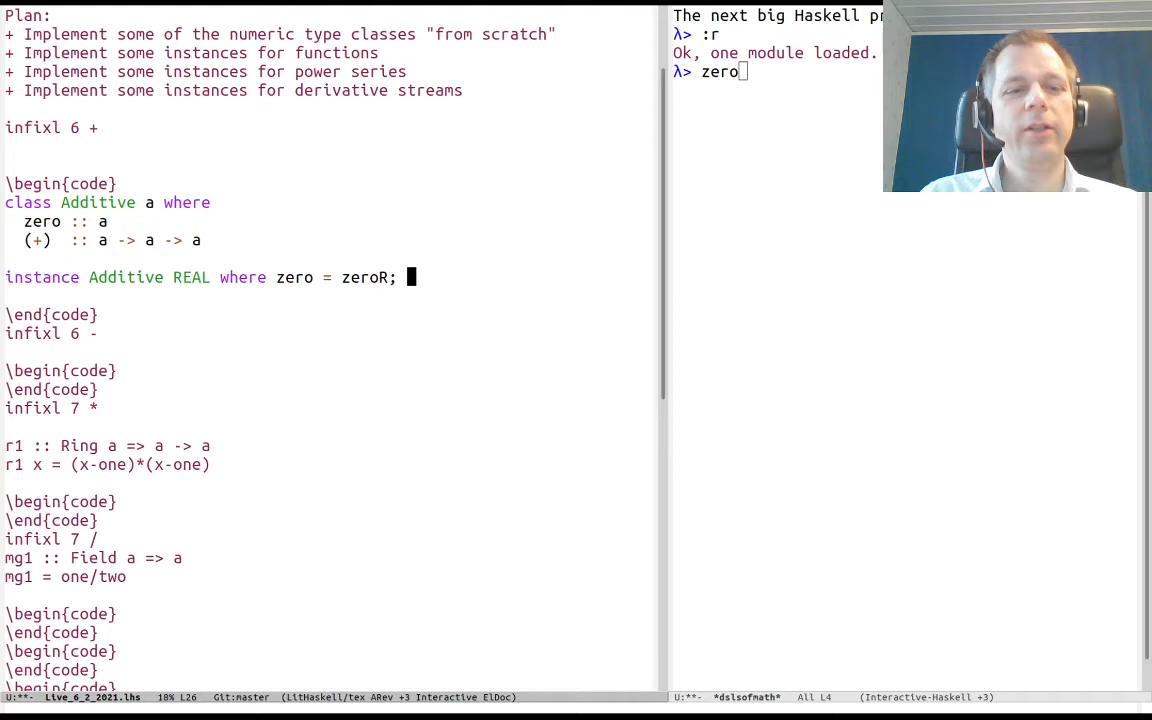 Plan:
+ Implement some of the numeric type classes "from scratch"
+ Implement some instances for functions
+ Implement some instances for power series
+ Implement some instances for derivative streams
infixl 6 +
\begin{code}
class Additive a where
zero :: a
(+) :: a -> a -> a
instance Additive REAL where zero = zeroR;
\end{code}
infixl 6 -
\begin{code}
\end{code}
infixl 7 *
r1 :: Ring a => a -> a
r1 x = (x-one)*(x-one)
\begin{code}
\end{code}
infixl 7 /
mg1 :: Field a => a
mg1 = one/two
\begin{code}
\end{code}
\begin{code}
\end{code}
\begin{code}
U:**- Live_6_2_2021.lhs 18% L26 Git:master (LitHaskell/tex ARev +3 Interactive ElDoc)
The next big Haskell
λ> :r
Ok, one module loaded.
λ> zero
U:**- *dslsofmath* All L4 (Interactive-Haskell +3)